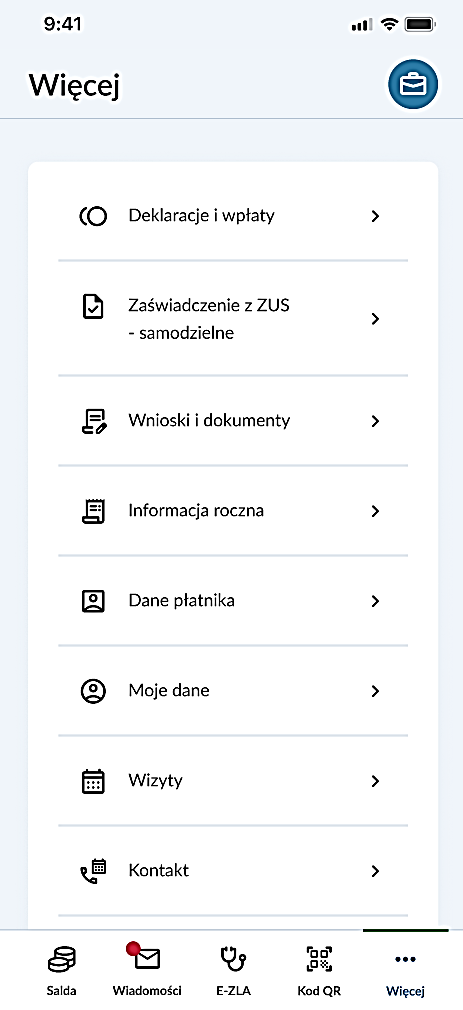 9:41
Więcej
Deklaracje i wpłaty
Zaświadczenie z ZUS
- samodzielne
Wnioski i dokumenty
Informacja roczna
Dane płatnika
Moje dane
Wizyty
Kontakt
Salda
Wiadomości
E-ZLA
Kod QR
Więcej